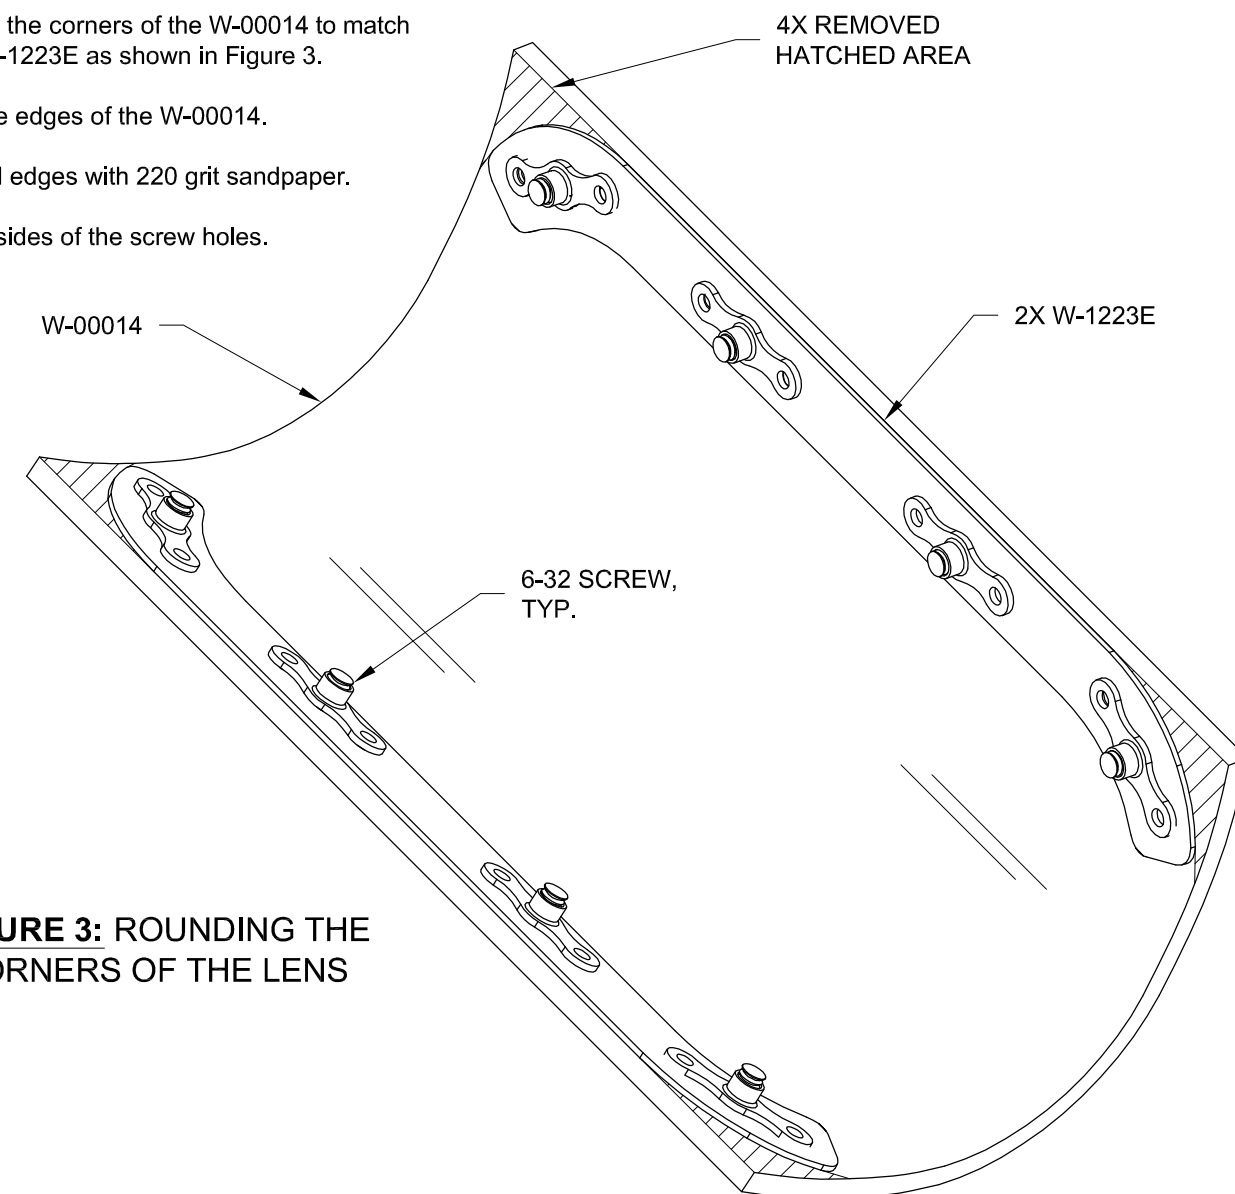 the corners of the W-00014 to match
-1223E as shown in Figure 3.
e edges of the W-00014.
edges with 220 grit sandpaper.
sides of the screw holes.
4X REMOVED
HATCHED AREA
W-00014
2X W-1223E
6-32 SCREW,
TYP.
URE 3: ROUNDING THE
ORNERS OF THE LENS